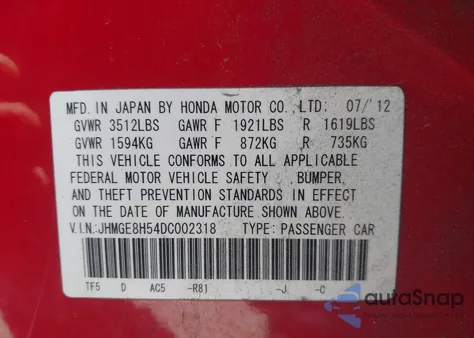 MFD. IN JAPAN BY HONDA MOTOR CO., LTD: 07/'12
GVWR 3512LBS GAWR F 1921LBS R 1619LBS
GVWR 1594KG GAWR F 872KG R 735KG
THIS VEHICLE CONFORMS TO ALL APPLICABLE
FEDERAL MOTOR VEHICLE SAFETY , BUMPER,
AND THEFT PREVENTION STANDARDS IN EFFECT
ON THE DATE OF MANUFACTURE SHOWN ABOVE.
V.I.N.:JHMGE8H54DC002318 TYPE: PASSENGER CAR
TF5 D AC5 -R81 -J -C
autoSnap